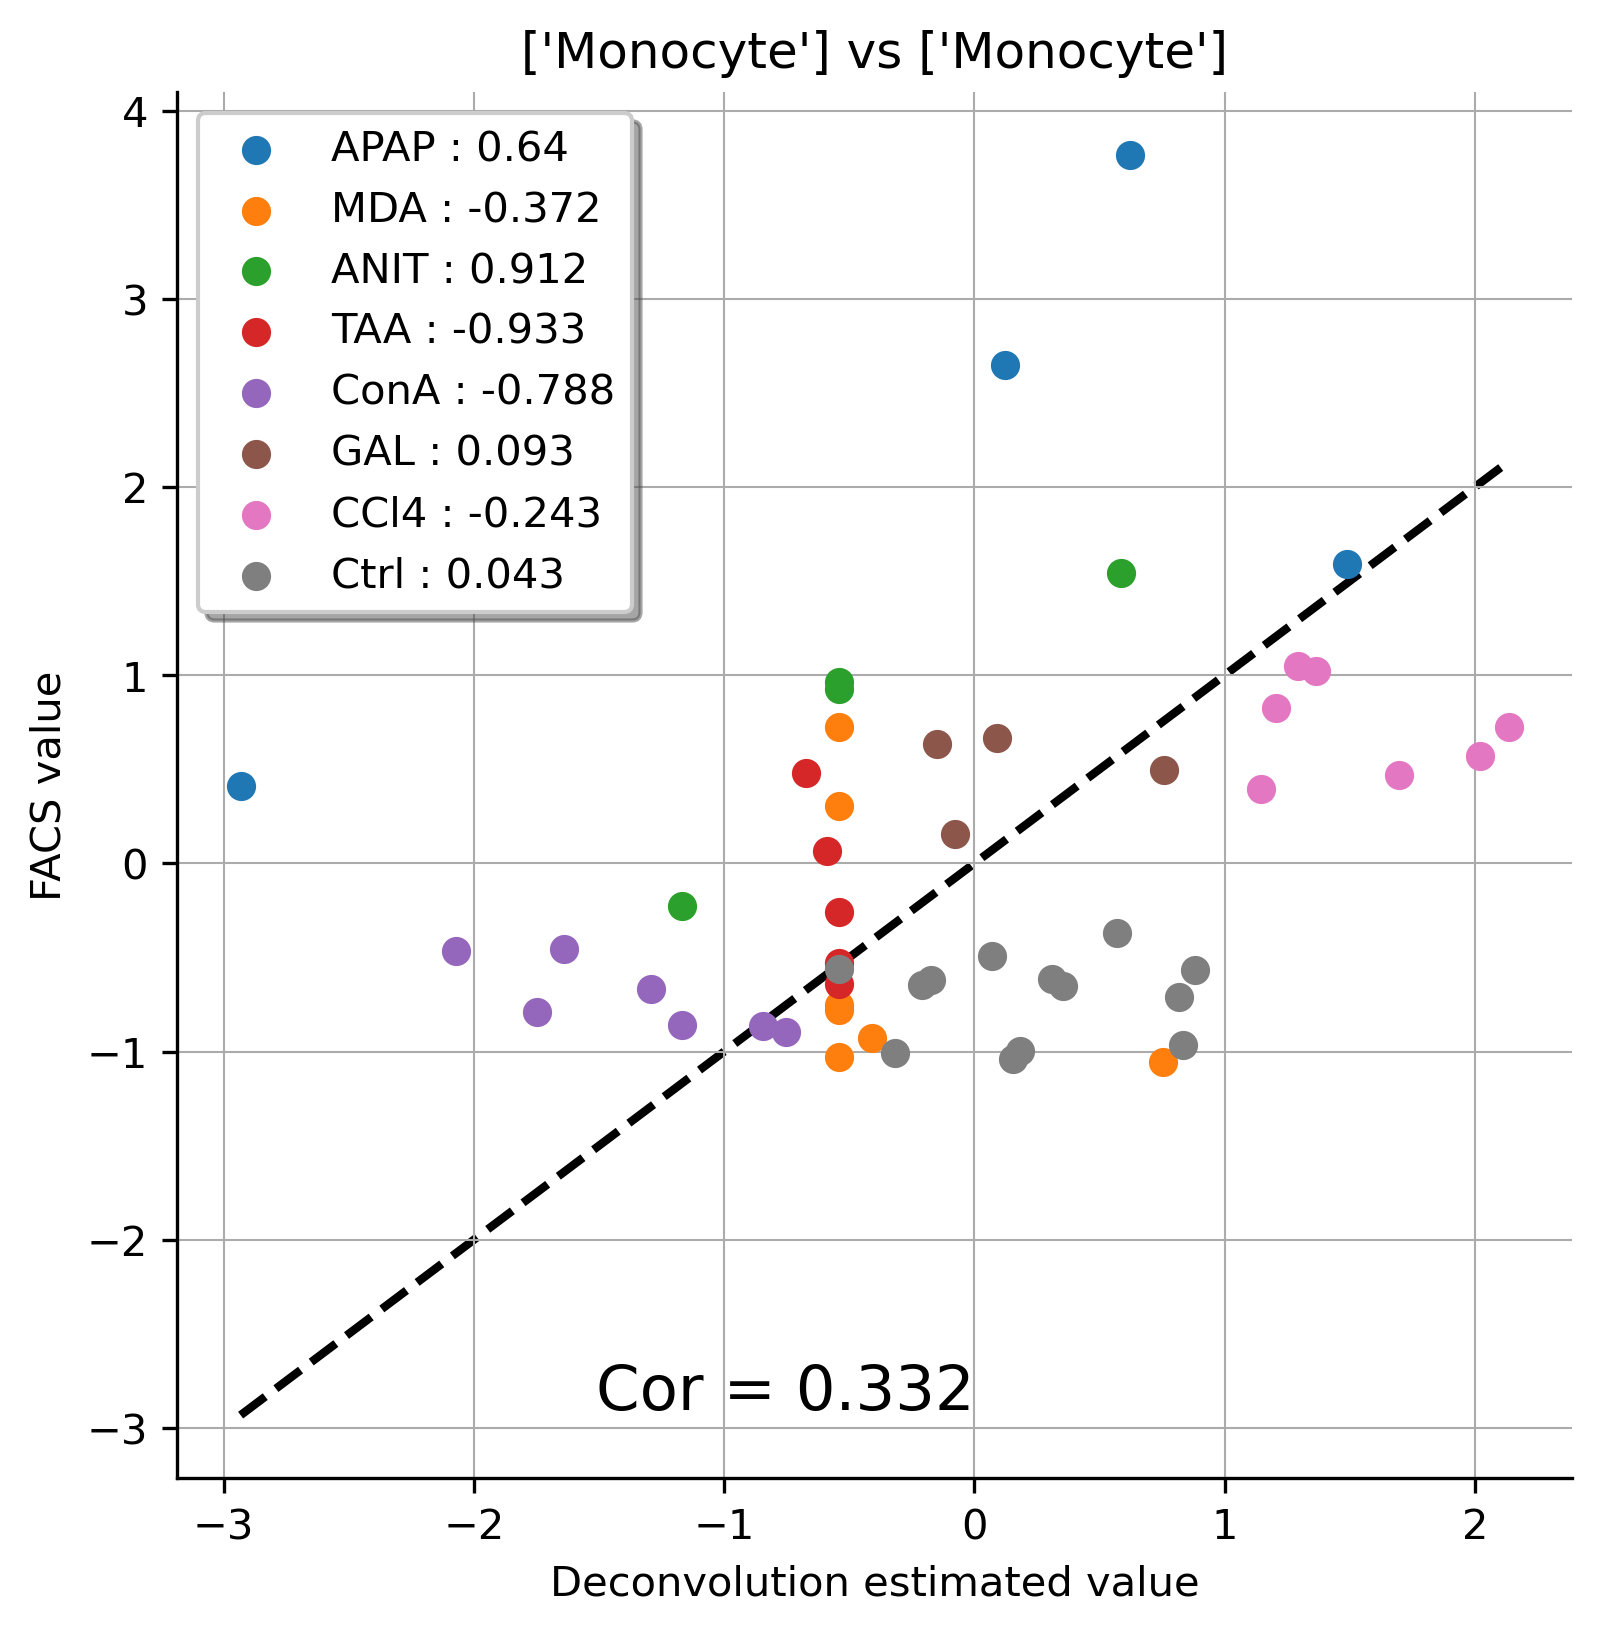 ['Monocyte'] vs ['Monocyte']
4
3
2
1
0
−1
−2
−3
FACS value
APAP : 0.64
MDA : -0.372
ANIT : 0.912
TAA : -0.933
ConA : -0.788
GAL : 0.093
CCl4 : -0.243
Ctrl : 0.043
Cor = 0.332
−3 −2 −1 0 1 2
Deconvolution estimated value